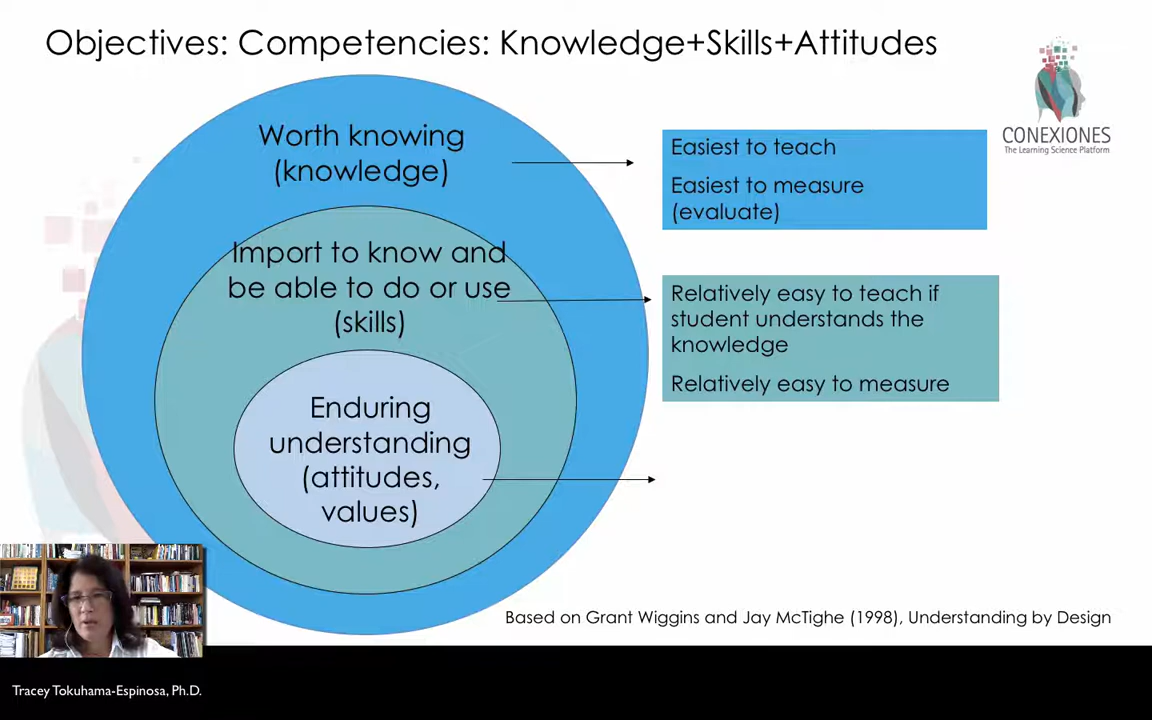 Objectives: Competencies: Knowledge+Skills+Attitudes
CONEXIONES
The Learning Science Platform
Worth knowing
(knowledge)
Easiest to teach
Easiest to measure
(evaluate)
Import to know and
be able to do or use
(skills)
Relatively easy to teach if
student understands the
knowledge
Relatively easy to measure
Enduring
understanding
(attitudes,
values)
Based on Grant Wiggins and Jay McTighe (1998), Understanding by Design
Tracey Tokuhama-Espinosa, Ph.D.